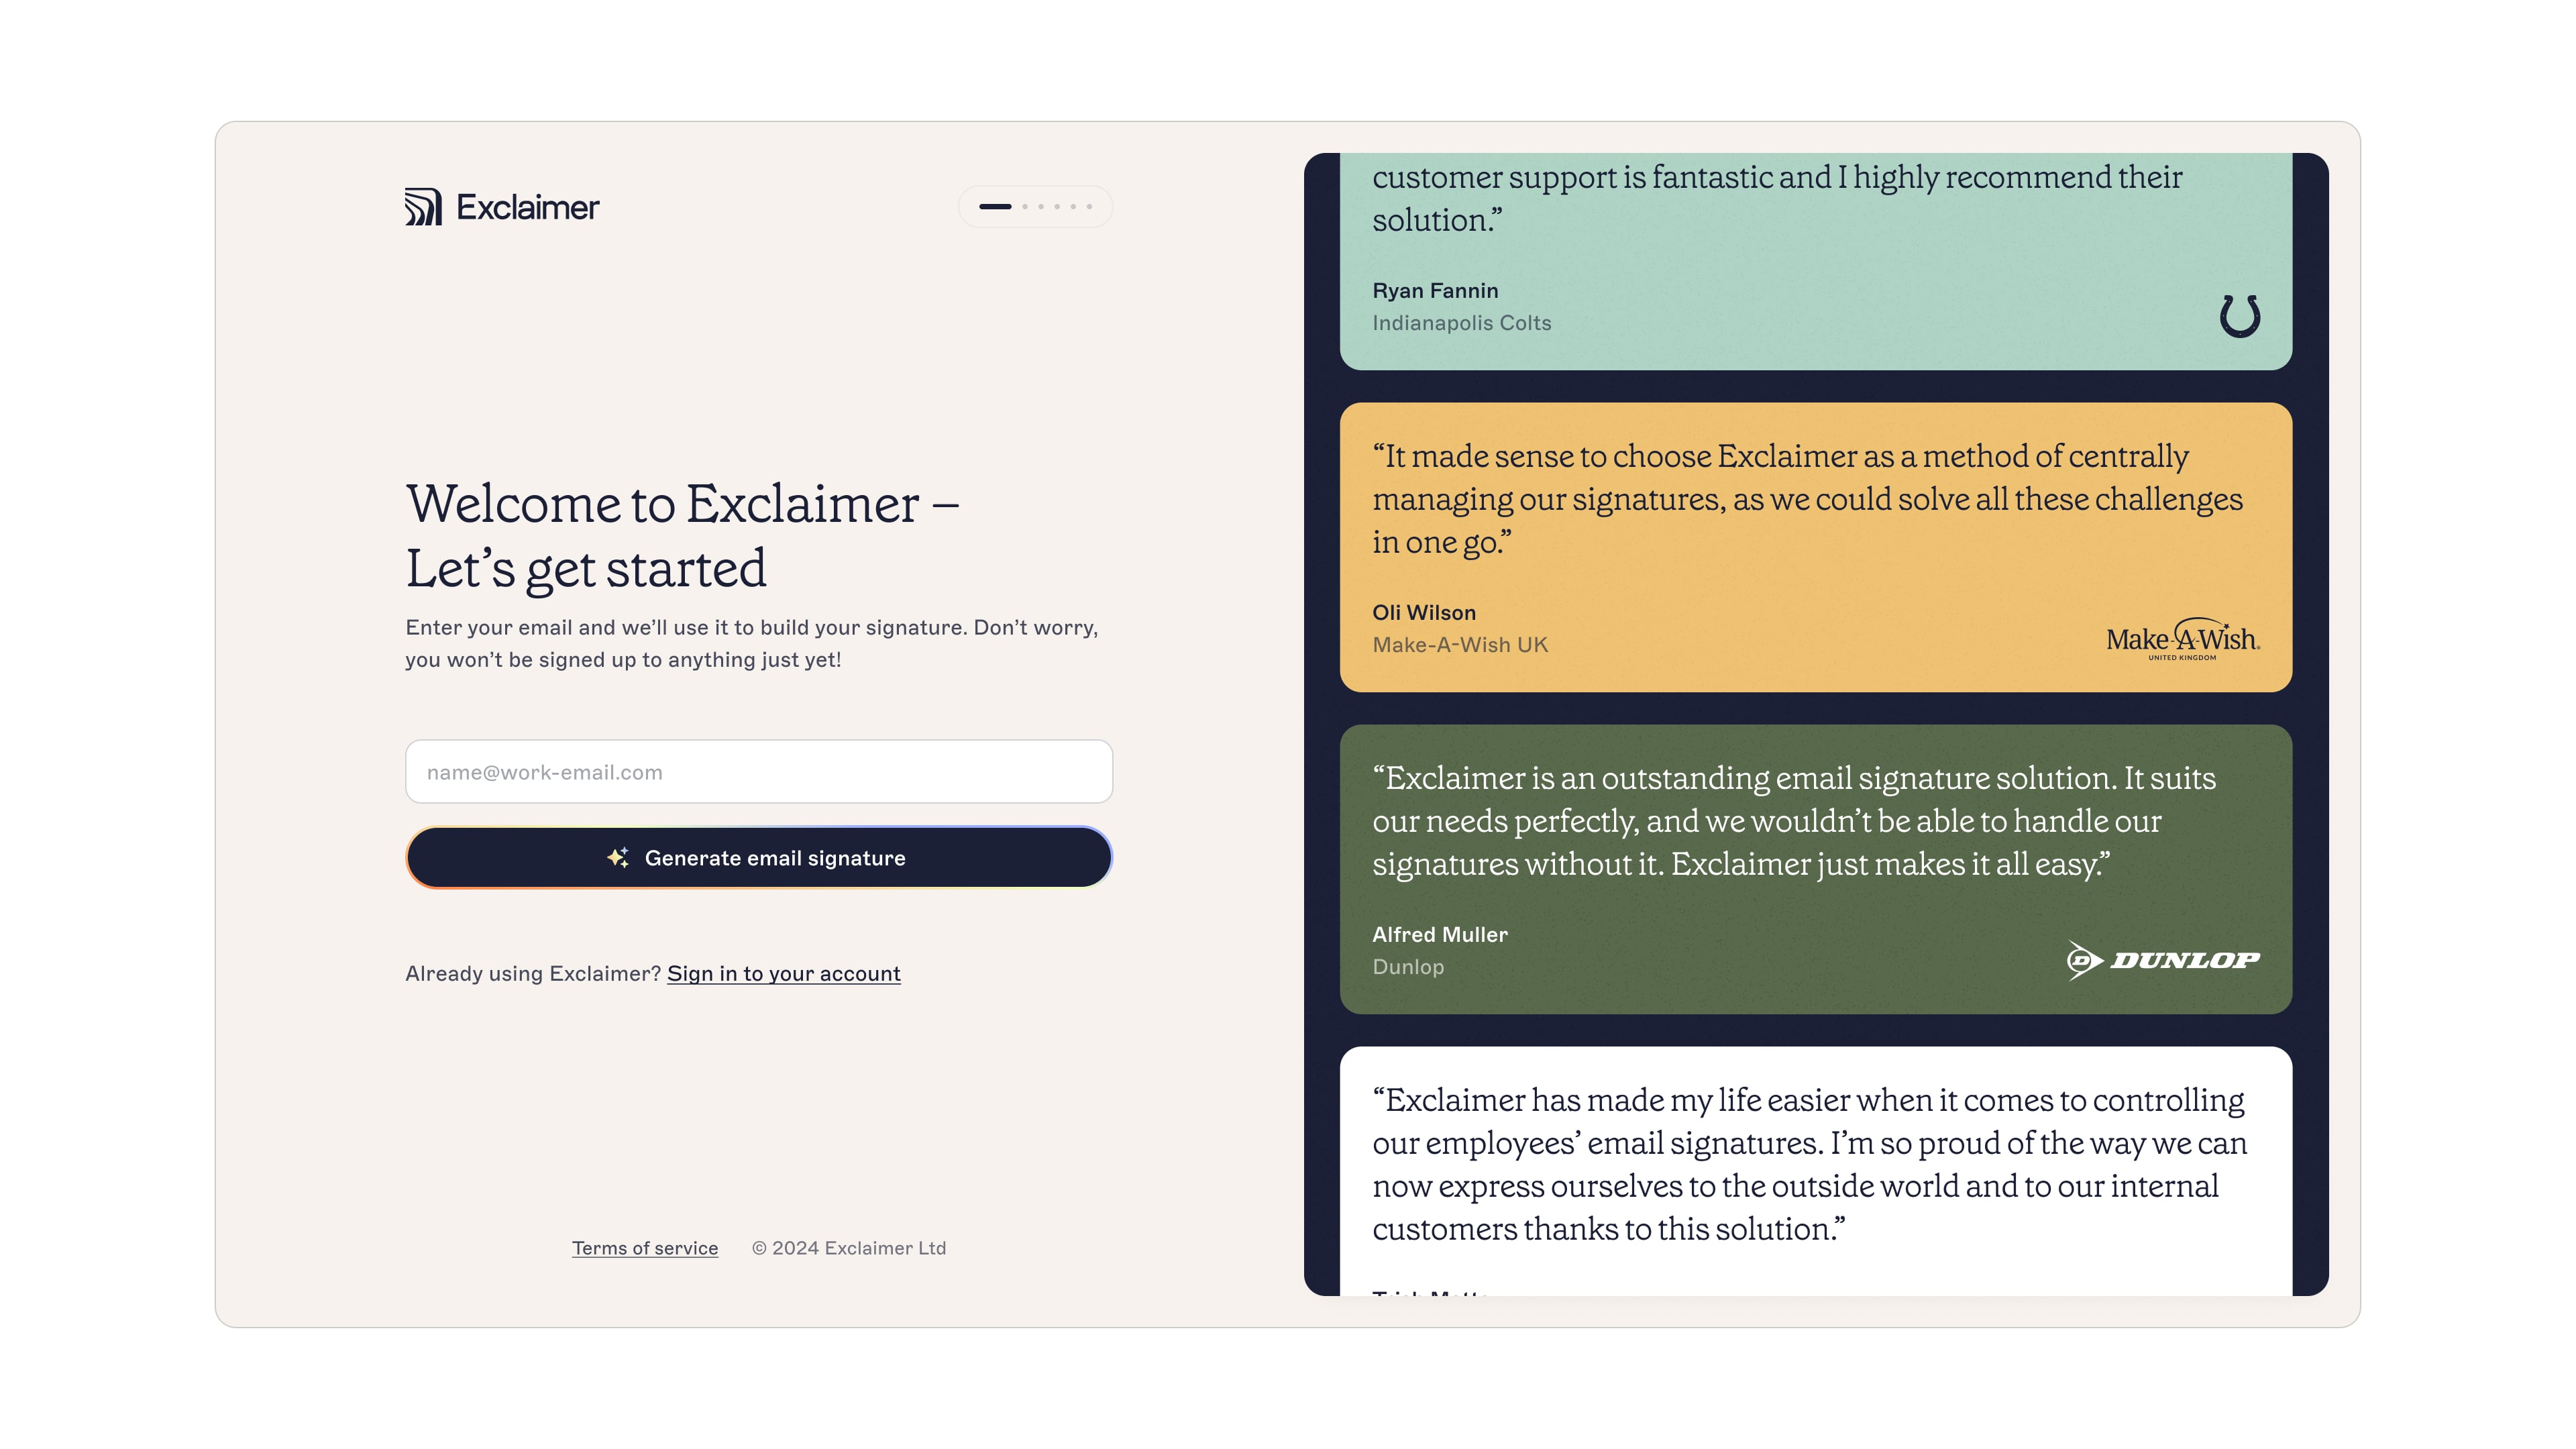 Exclaimer
Welcome to Exclaimer –
Let’s get started
Enter your email and we’ll use it to build your signature. Don’t worry,
you won’t be signed up to anything just yet!
name@work-email.com
Generate email signature
Already using Exclaimer? Sign in to your account
Terms of service © 2024 Exclaimer Ltd
customer support is fantastic and I highly recommend their
solution.”
Ryan Fannin
Indianapolis Colts
“It made sense to choose Exclaimer as a method of centrally
managing our signatures, as we could solve all these challenges
in one go.”
Oli Wilson
Make-A-Wish UK
Make-A-Wish®
UNITED KINGDOM
“Exclaimer is an outstanding email signature solution. It suits
our needs perfectly, and we wouldn’t be able to handle our
signatures without it. Exclaimer just makes it all easy.”
Alfred Muller
Dunlop
D DUNLOP
“Exclaimer has made my life easier when it comes to controlling
our employees’ email signatures. I’m so proud of the way we can
now express ourselves to the outside world and to our internal
customers thanks to this solution.”